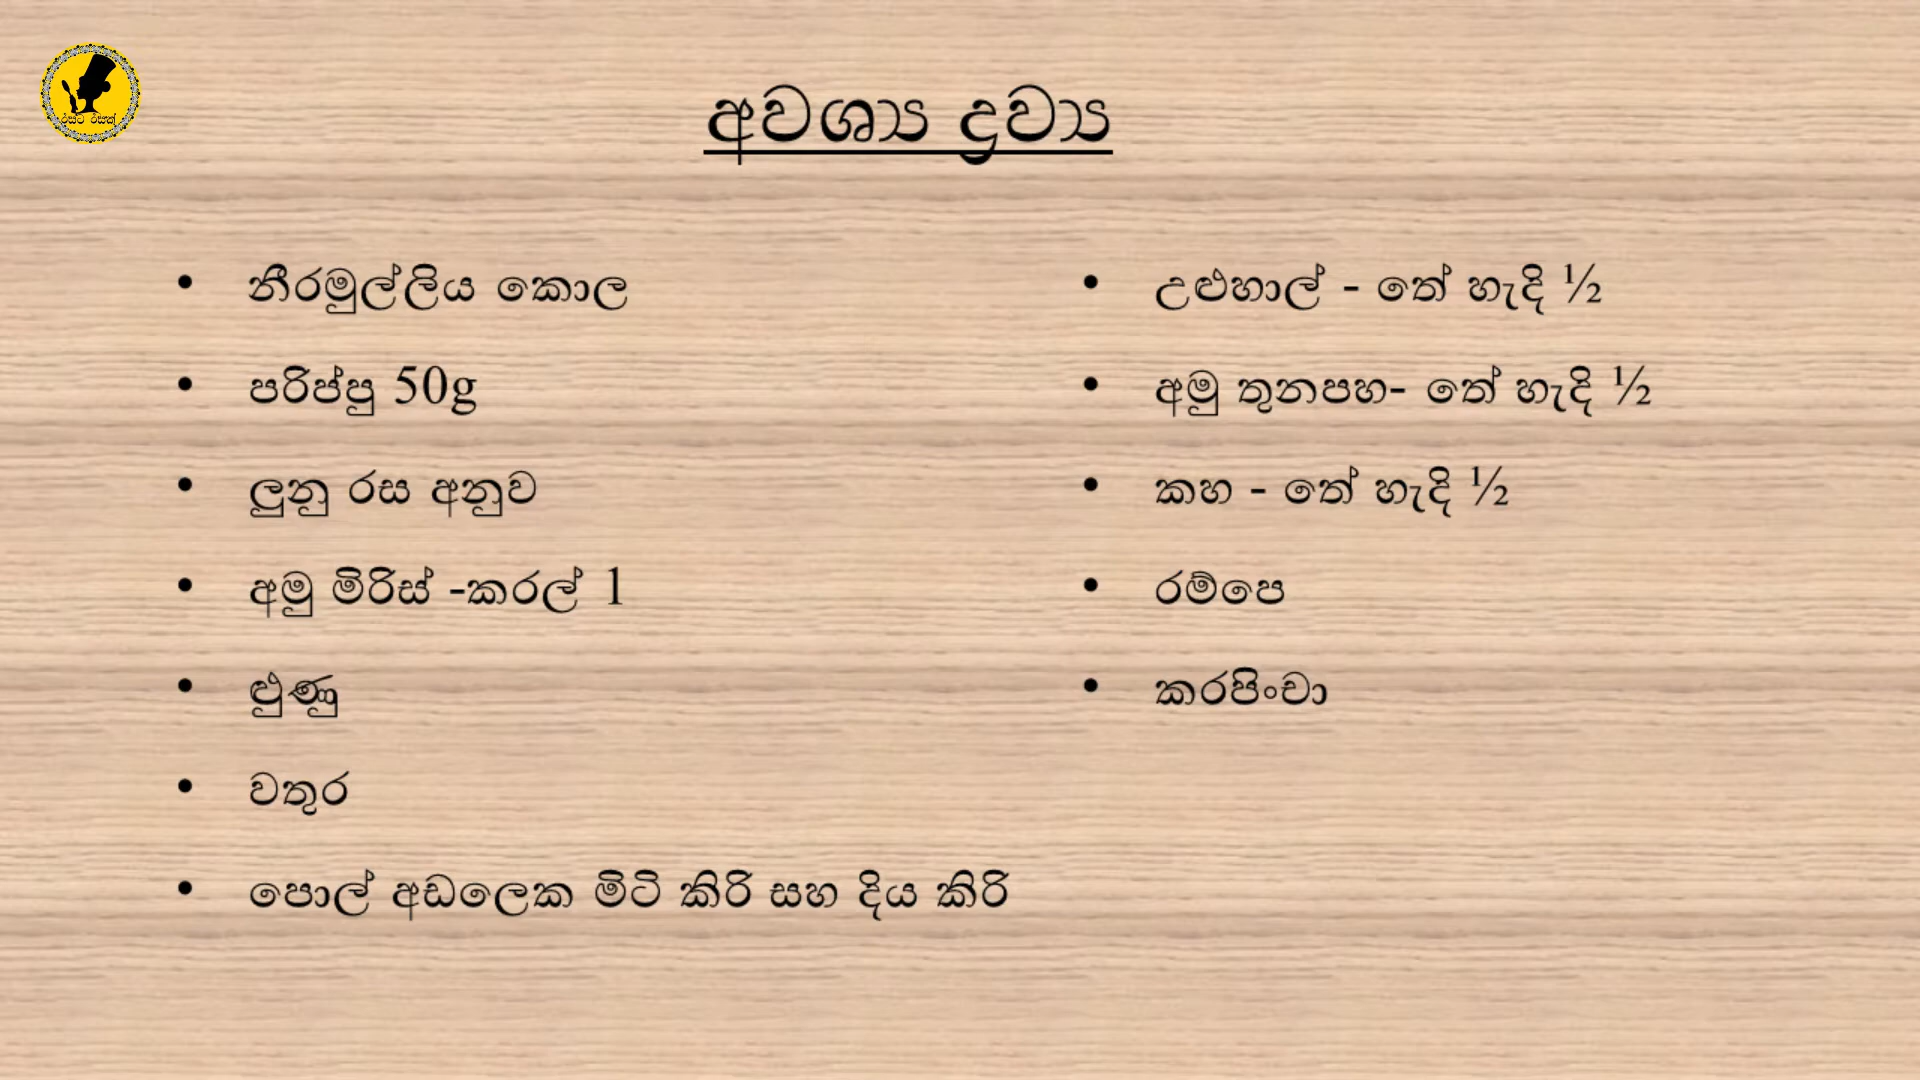 අවශ්‍ය ද්‍රව්‍ය
නීරමුල්ලිය කොල
පරිප්පු 50g
ලුනු රස අනුව
අමු මිරිස් -කරල් 1
ළුණු
වතුර
පොල් අඩලෙක මිටි කිරි සහ දිය කිරි
උළුහාල් - තේ හැදි ½
අමු තුනපහ- තේ හැදි ½
කහ - තේ හැදි ½
රම්පෙ
කරපිංචා